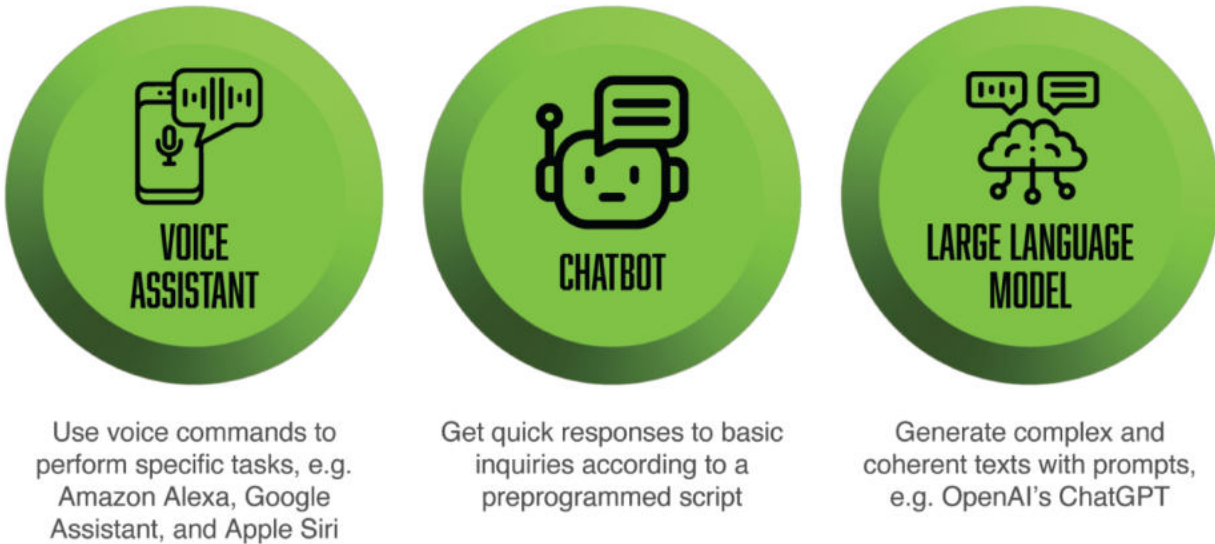 VOICE
ASSISTANT
Use voice commands to
perform specific tasks, e.g.
Amazon Alexa, Google
Assistant, and Apple Siri
CHATBOT
Get quick responses to basic
inquiries according to a
preprogrammed script
LARGE LANGUAGE
MODEL
Generate complex and
coherent texts with prompts,
e.g. OpenAI's ChatGPT